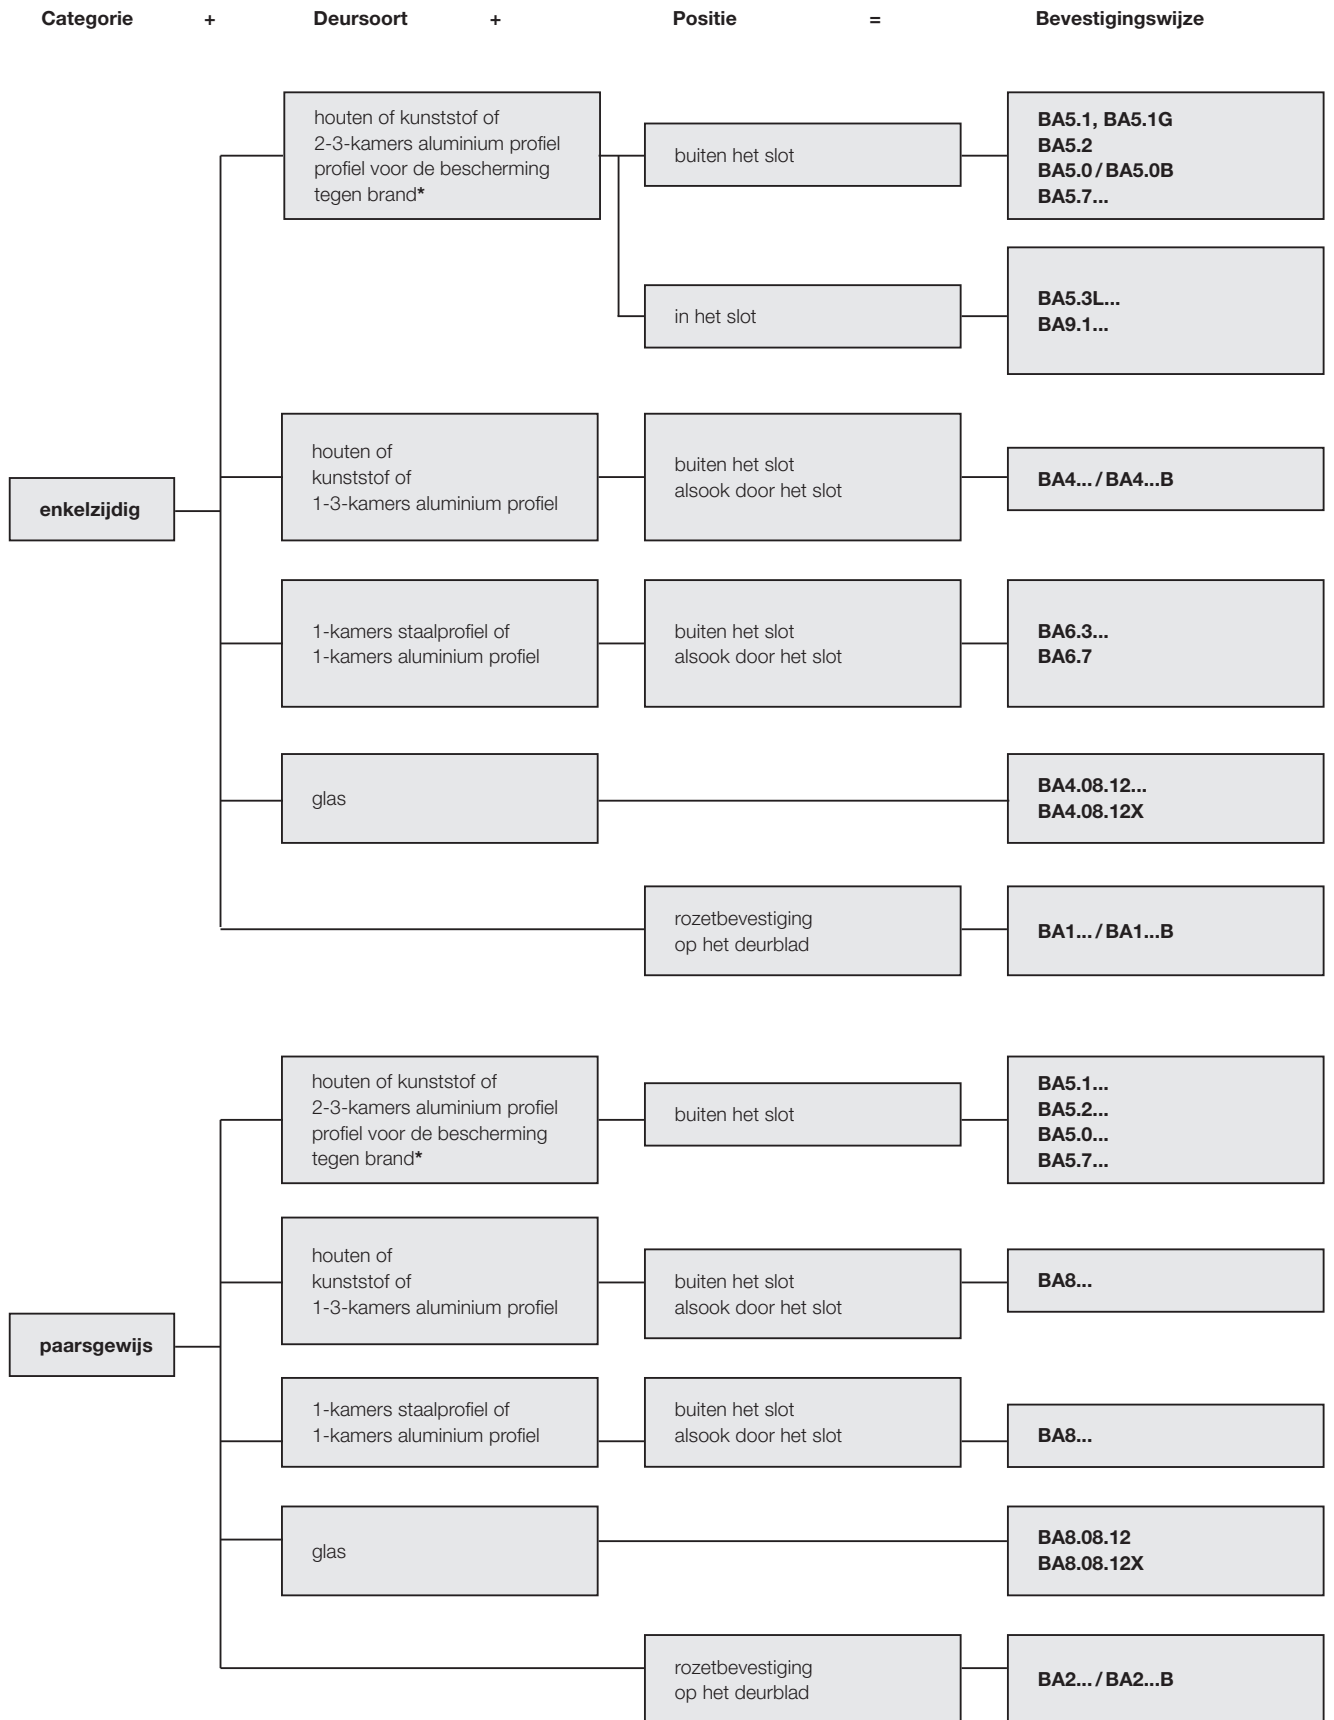 Categorie + Deursoort + Positie = Bevestigingswijze
houten of kunststof of
2-3-kamers aluminium profiel
profiel voor de bescherming
tegen brand*
buiten het slot
BA5.1, BA5.1G
BA5.2
BA5.0 / BA5.0B
BA5.7...
in het slot
BA5.3L...
BA9.1...
enkelzijdig
houten of
kunststof of
1-3-kamers aluminium profiel
buiten het slot
alsook door het slot
BA4... / BA4...B
1-kamers staalprofiel of
1-kamers aluminium profiel
buiten het slot
alsook door het slot
BA6.3...
BA6.7
glas
BA4.08.12...
BA4.08.12X
rozetbevestiging
op het deurblad
BA1... / BA1...B
houten of kunststof of
2-3-kamers aluminium profiel
profiel voor de bescherming
tegen brand*
buiten het slot
BA5.1...
BA5.2...
BA5.0...
BA5.7...
houten of
kunststof of
1-3-kamers aluminium profiel
buiten het slot
alsook door het slot
BA8...
paarsgewijs
1-kamers staalprofiel of
1-kamers aluminium profiel
buiten het slot
alsook door het slot
BA8...
glas
BA8.08.12
BA8.08.12X
rozetbevestiging
op het deurblad
BA2... / BA2...B